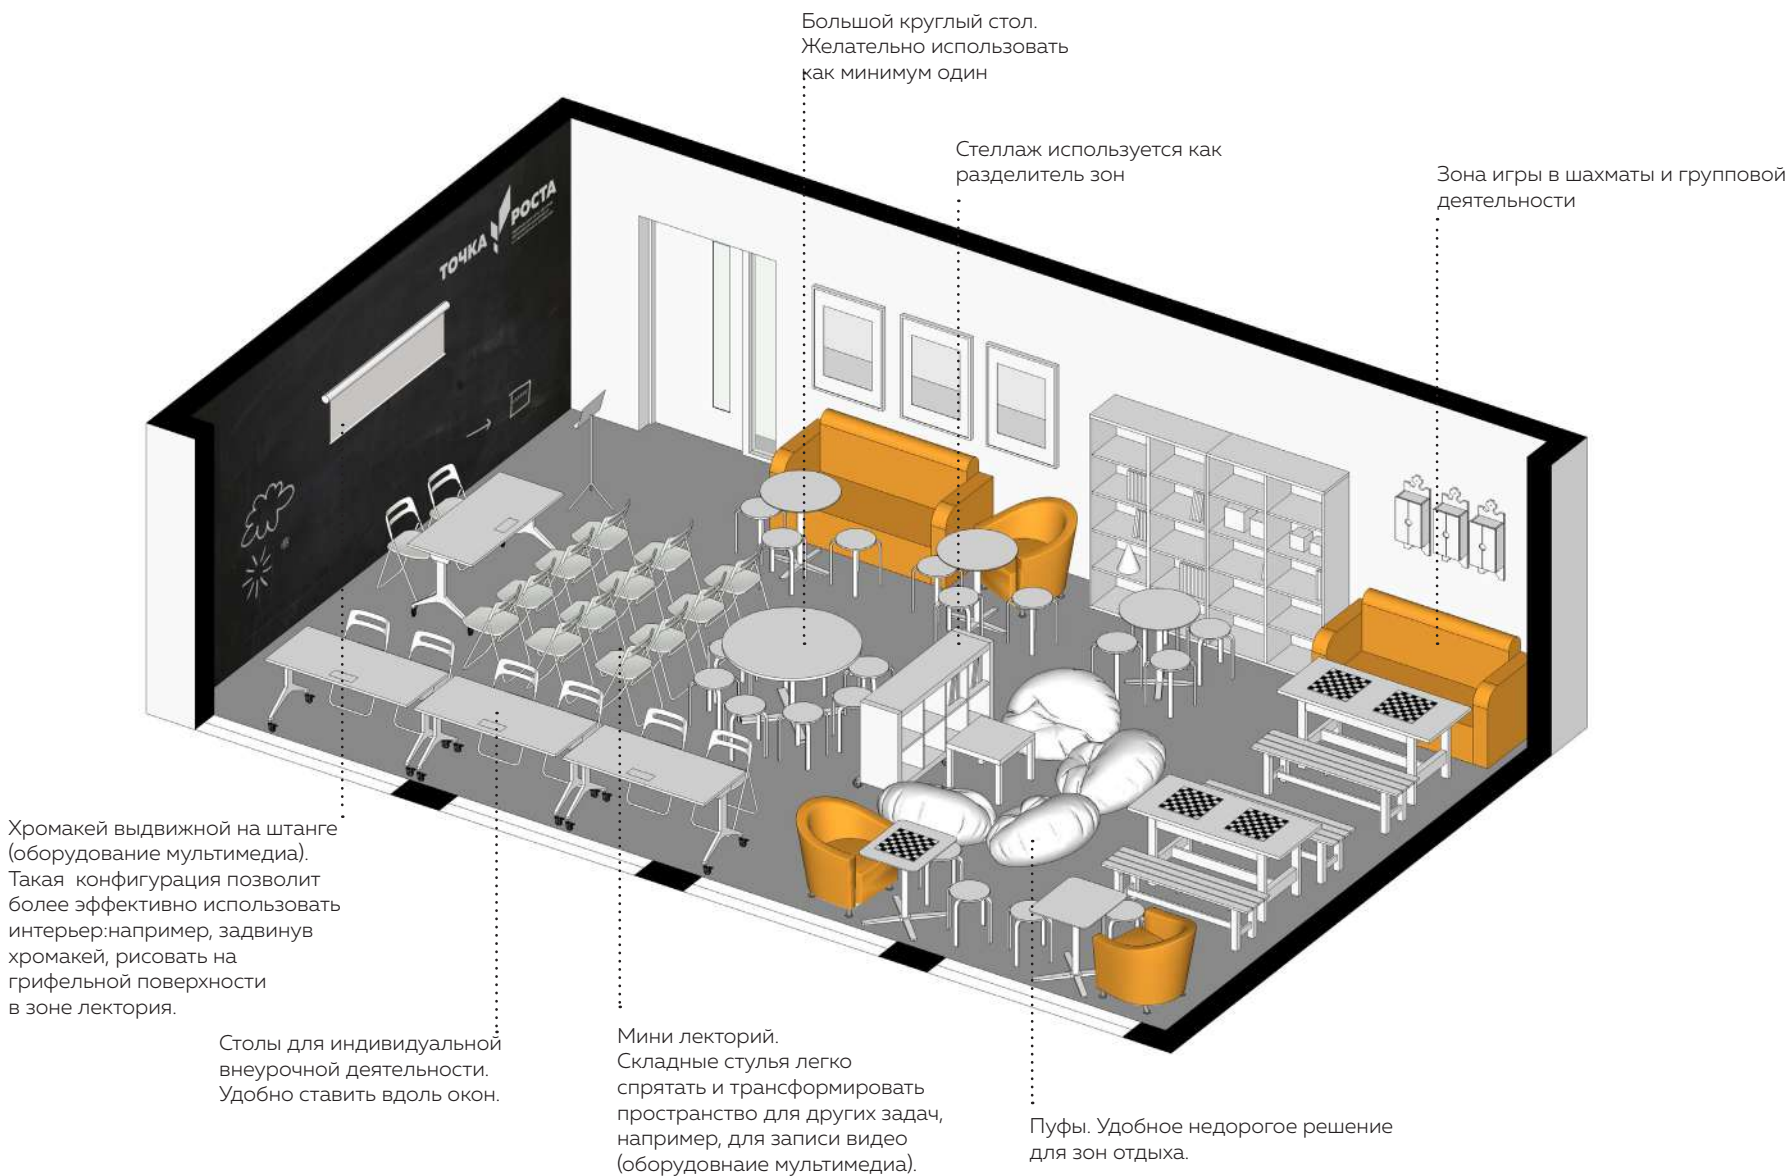 Большой круглый стол.
Желательно использовать
как минимум один
Стеллаж используется как
разделитель зон
Зона игры в шахматы и групповой
деятельности
ТОЧКА РОСТА
Хромакей выдвижной на штанге
(оборудование мультимедиа).
Такая конфигурация позволит
более эффективно использовать
интерьер:например, задвинув
хромакей, рисовать на
грифельной поверхности
в зоне лектория.
Столы для индивидуальной
внеурочной деятельности.
Удобно ставить вдоль окон.
Мини лекторий.
Складные стулья легко
спрятать и трансформировать
пространство для других задач,
например, для записи видео
(оборудовнаие мультимедиа).
Пуфы. Удобное недорогое решение
для зон отдыха.